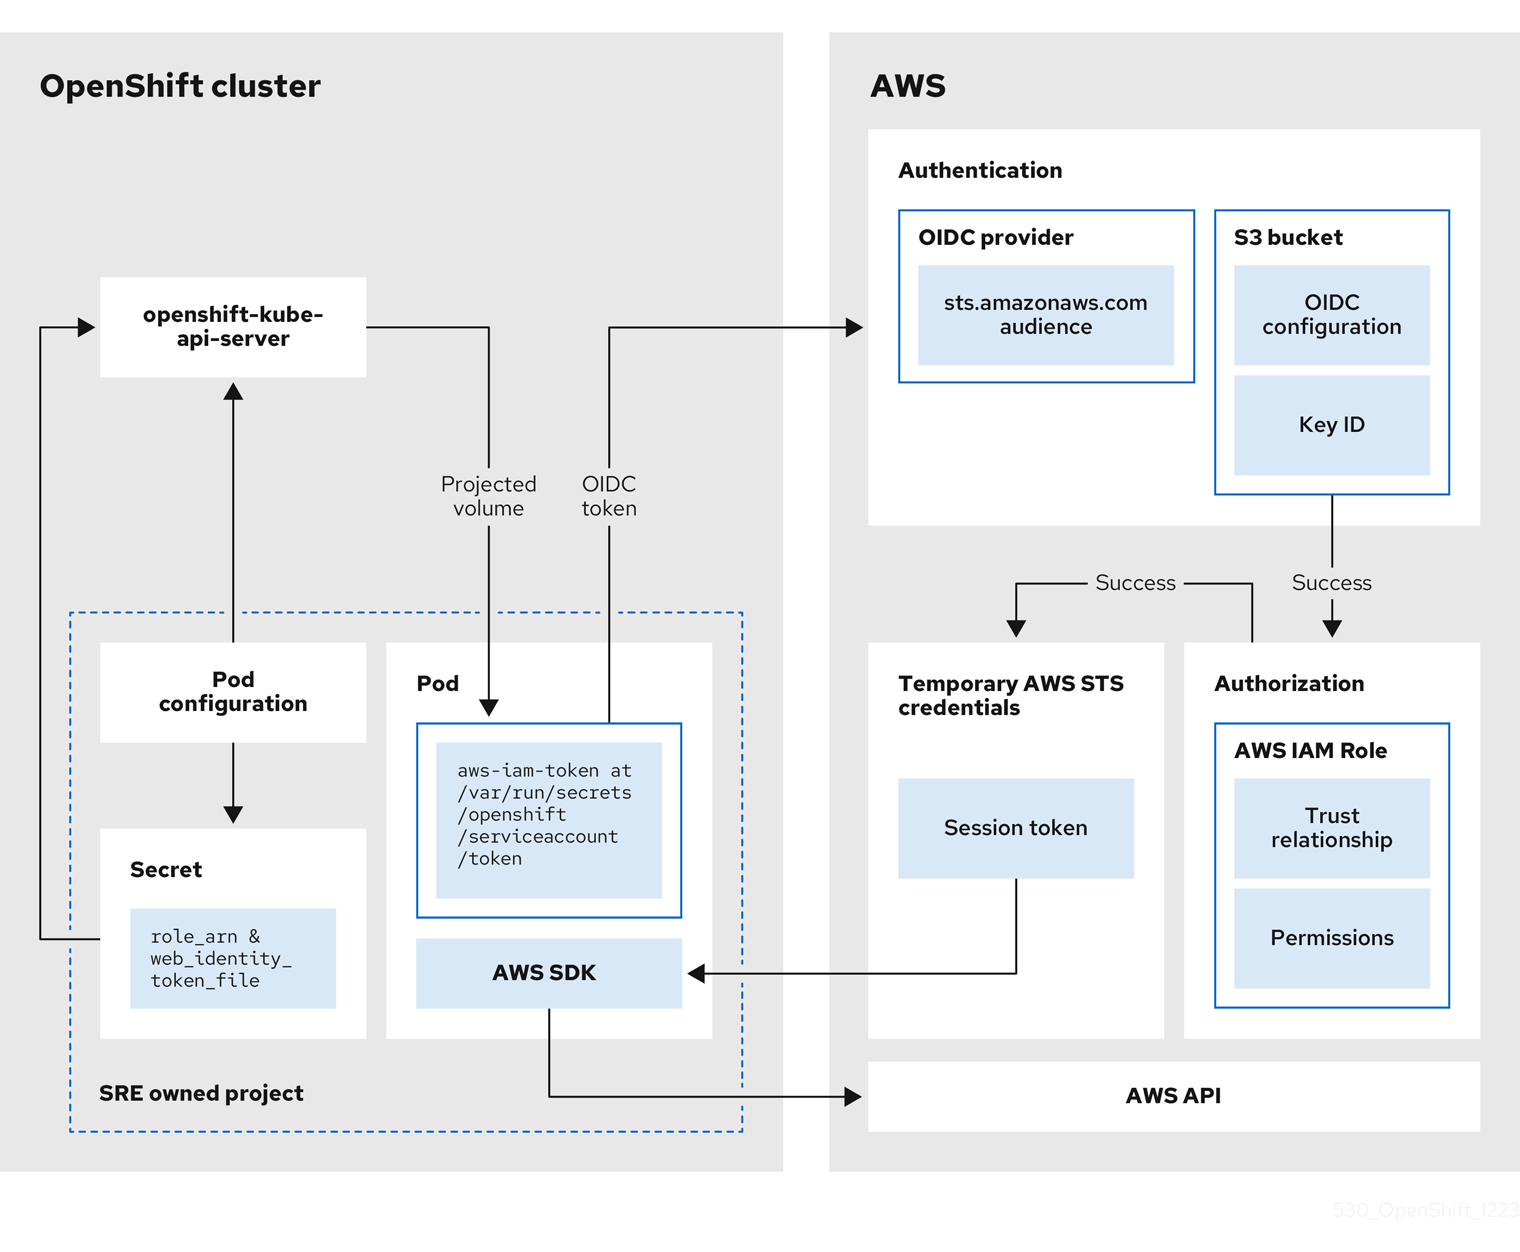 OpenShift cluster
openshift-kube-
api-server
Projected
volume
OIDC
token
Pod
configuration
Secret
role_arn &
web_identity_
token_file
Pod
aws-iam-token at
/var/run/secrets
/openshift
/serviceaccount
/token
AWS SDK
SRE owned project
AWS
Authentication
OIDC provider
sts.amazonaws.com
audience
S3 bucket
OIDC
configuration
Key ID
Success
Success
Temporary AWS STS
credentials
Session token
Authorization
AWS IAM Role
Trust
relationship
Permissions
AWS API
530_OpenShift_1223